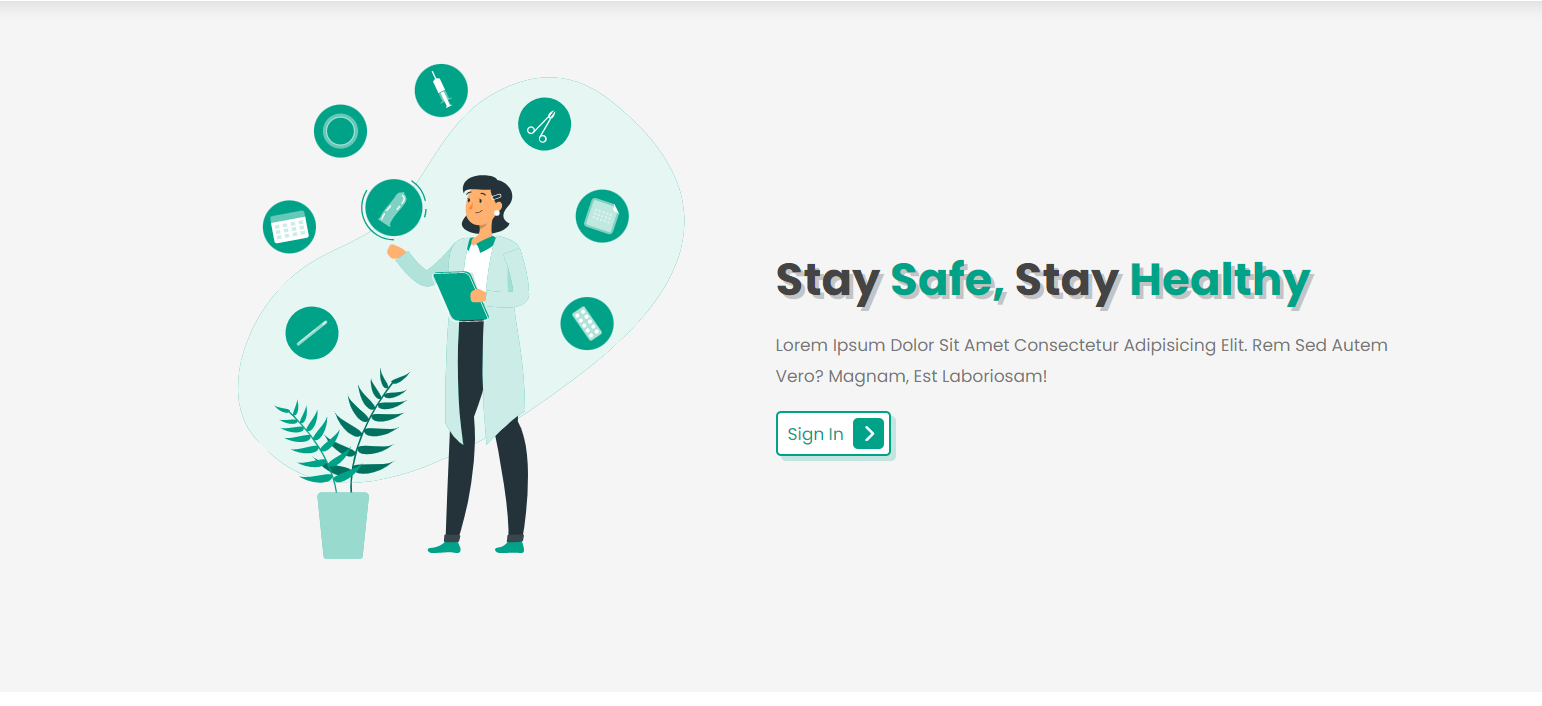 Stay Safe, Stay Healthy
Lorem Ipsum Dolor Sit Amet Consectetur Adipisicing Elit. Rem Sed Autem
Vero? Magnam, Est Laboriosam!
Sign In